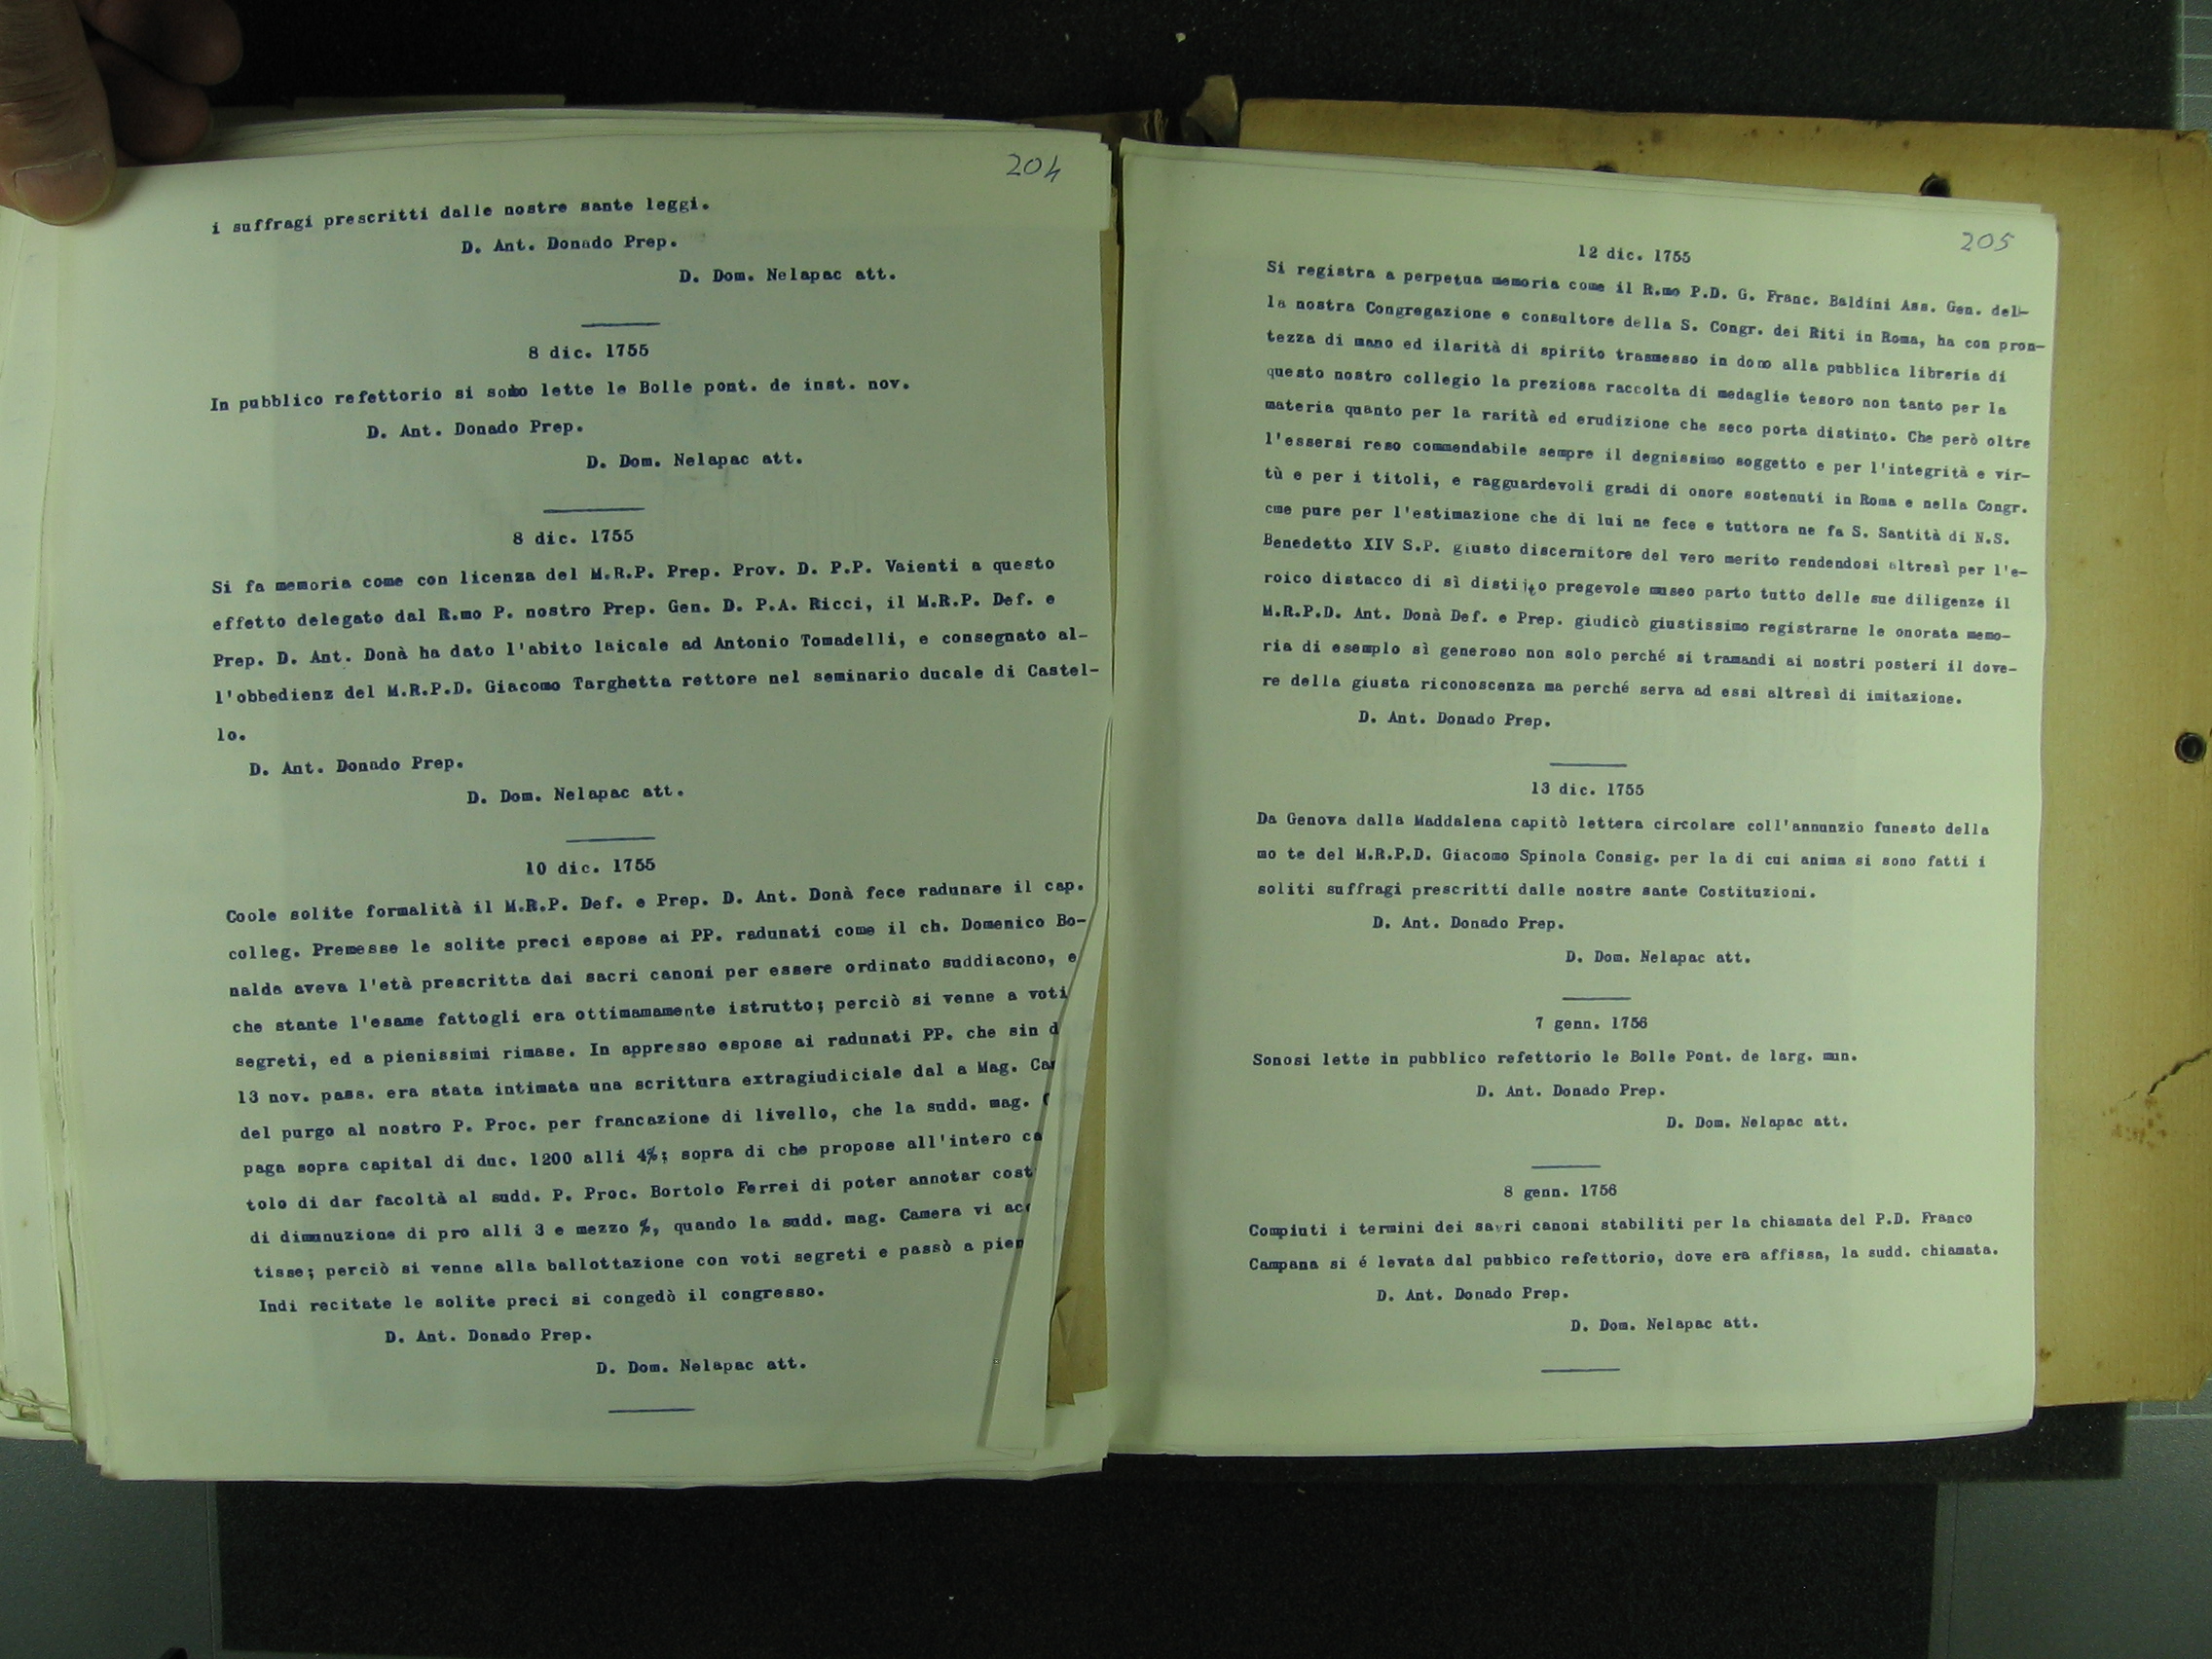 204
i suffragi prescritti dalle nostre sante leggi.
D. Ant. Donado Prep.
D. Dom. Nelapac att.
8 dic. 1755
In pubblico refettorio si sono lette le Bolle pont. de inst. nov.
D. Ant. Donado Prep.
D. Dom. Nelapac att.
8 dic. 1755
Si fa memoria come con licenza del M.R.P. Prep. Prov. D. P.P. Vaienti a questo
effetto delegato dal R.mo P. nostro Prep. Gen. D. P.A. Ricci, il M.R.P. Def. e
Prep. D. Ant. Donà ha dato l'abito laicale ad Antonio Tomadelli, e consegnato al-
l'obbedienz del M.R.P.D. Giacomo Targhetta rettore nel seminario ducale di Castel-
lo.
D. Ant. Donado Prep.
D. Dom. Nelapac att.
10 dic. 1755
Coole solite formalità il M.R.P. Def. e Prep. D. Ant. Donà fece radunare il cap.
colleg. Premesse le solite preci espose ai PP. radunati come il ch. Domenico Bo-
nalda aveva l'età prescritta dai sacri canoni per essere ordinato suddiacono, e
che stante l'esame fattogli era ottimamamente istrutto; perciò si venne a voti
segreti, ed a pienissimi rimase. In appresso espose ai radunati PP. che sin d
13 nov. pass. era stata intimata una scrittura extragiudiciale dal a Mag. Ca
del purgo al nostro P. Proc. per francazione di livello, che la sudd. mag.
paga sopra capital di duc. 1200 alli 4%; sopra di che propose all'intero ca
tolo di dar facoltà al sudd. P. Proc. Bortolo Ferrei di poter annotar cost
di dimunuzione di pro alli 3 e mezzo %, quando la sudd. mag. Camera vi acc
tisse; perciò si venne alla ballottazione con voti segreti e passò a pien
Indi recitate le solite preci si congedò il congresso.
D. Ant. Donado Prep.
D. Dom. Nelapac att.
205
12 dic. 1755
Si registra a perpetua memoria come il R.mo P.D. G. Franc. Baldini Ass. Gen. del-
la nostra Congregazione e consultore della S. Congr. dei Riti in Roma, ha con pron-
tezza di mano ed ilarità di spirito trasmesso in dono alla pubblica libreria di
questo nostro collegio la preziosa raccolta di medaglie tesoro non tanto per la
materia quanto per la rarità ed erudizione che seco porta distinto. Che però oltre
l'essersi reso commendabile sempre il degnissimo soggetto e per l'integrità e vir-
tù e per i titoli, e ragguardevoli gradi di onore sostenuti in Roma e nella Congr.
cme pure per l'estimazione che di lui ne fece e tuttora ne fa S. Santità di N.S.
Benedetto XIV S.P. giusto discernitore del vero merito rendendosi altresì per l'e-
roico distacco di sì distinto pregevole museo parto tutto delle sue diligenze il
M.R.P.D. Ant. Donà Def. e Prep. giudicò giustissimo registrarne le onorata memo-
ria di esemplo sì generoso non solo perché si tramandi ai nostri posteri il dove-
re della giusta riconoscenza ma perché serva ad essi altresì di imitazione.
D. Ant. Donado Prep.
13 dic. 1755
Da Genova dalla Maddalena capitò lettera circolare coll'annunzio funesto della
mo te del M.R.P.D. Giacomo Spinola Consig. per la di cui anima si sono fatti i
soliti suffragi prescritti dalle nostre sante Costituzioni.
D. Ant. Donado Prep.
D. Dom. Nelapac att.
7 genn. 1756
Sonosi lette in pubblico refettorio le Bolle Pont. de larg. mun.
D. Ant. Donado Prep.
D. Dom. Nelapac att.
8 genn. 1756
Compiuti i termini dei savri canoni stabiliti per la chiamata del P.D. Franco
Campana si é levata dal pubbico refettorio, dove era affissa, la sudd. chiamata.
D. Ant. Donado Prep.
D. Dom. Nelapac att.